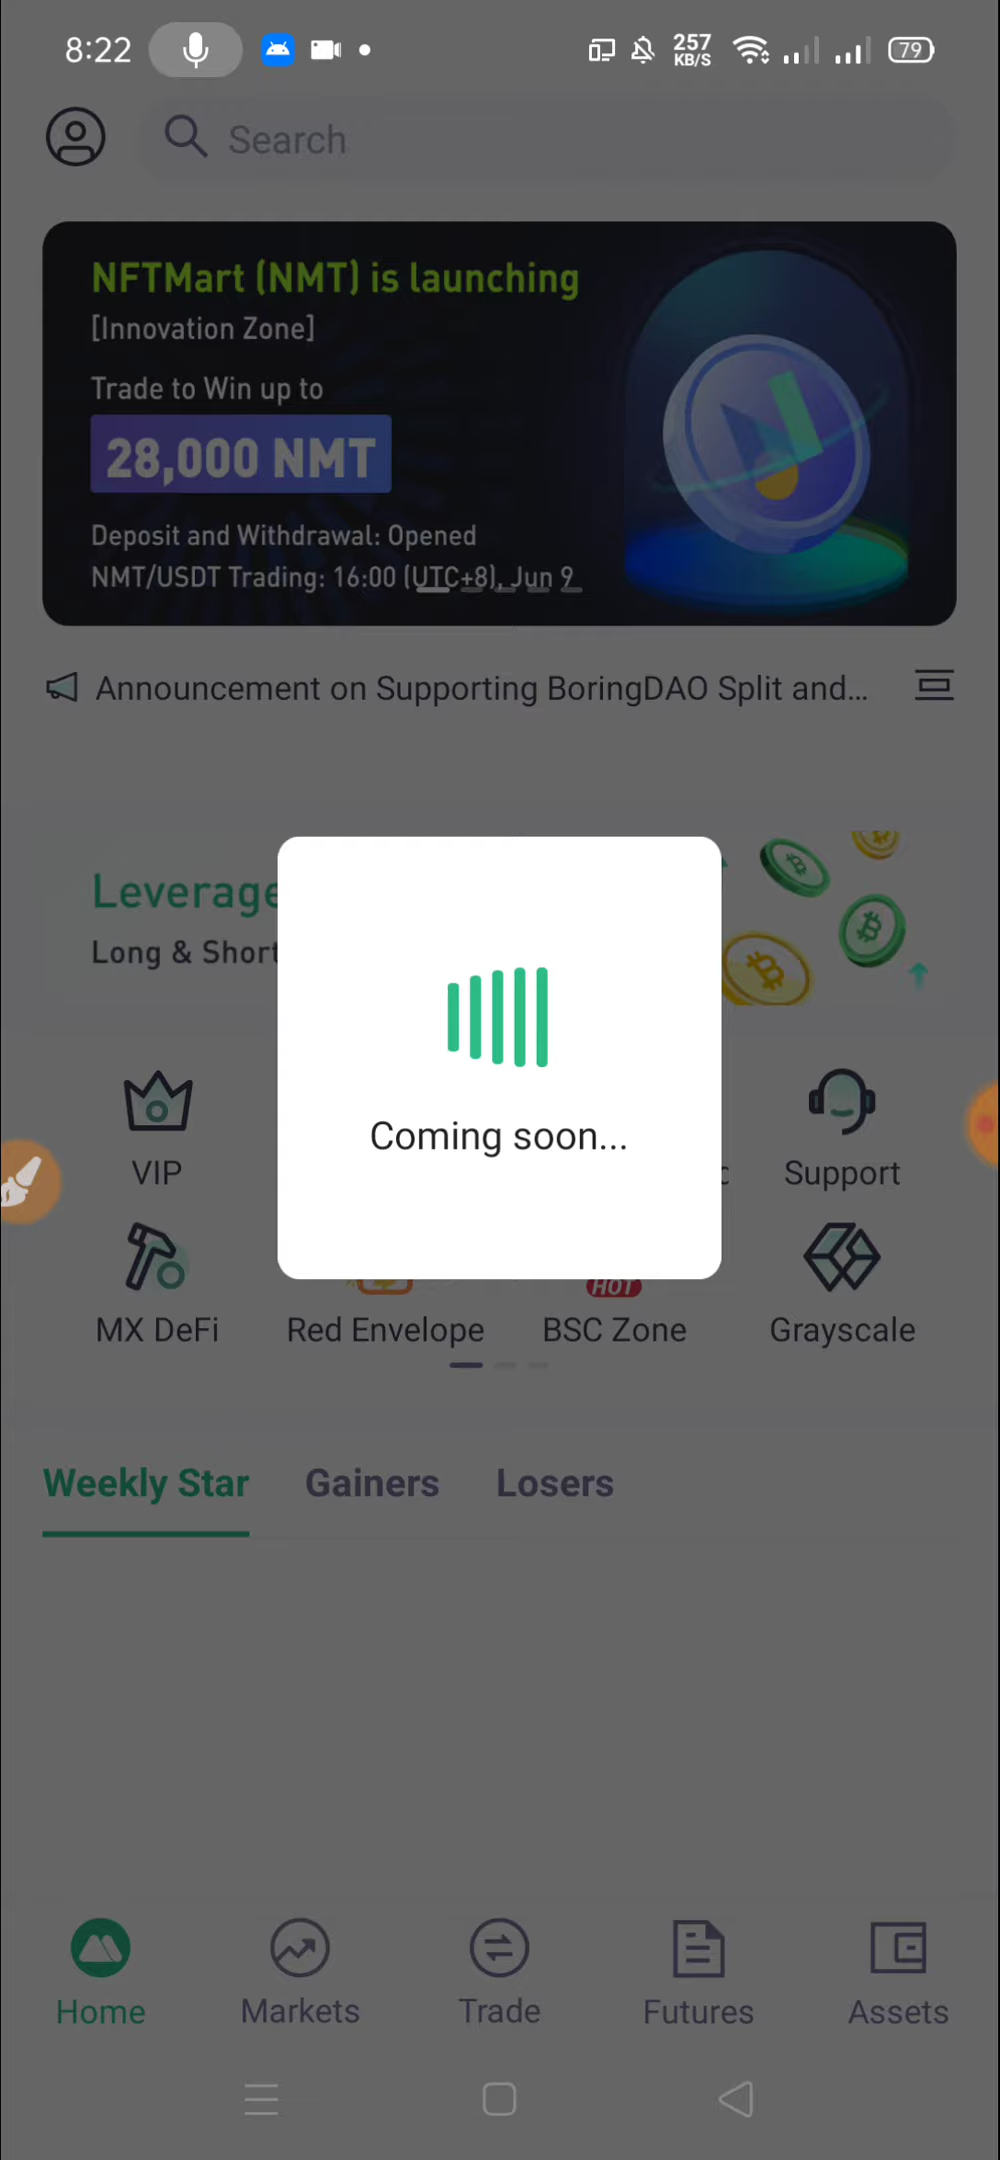 8:22
257
KB/S
79
Search
NFTMart (NMT) is launching
[Innovation Zone]
Trade to Win up to
28,000 NMT
Deposit and Withdrawal: Opened
NMT/USDT Trading: 16:00 (UTC+8), Jun 9
Announcement on Supporting BoringDAO Split and...
Leverage
Long & Short
Coming soon...
VIP
Support
HOT
MX DeFi
Red Envelope
BSC Zone
Grayscale
Weekly Star
Gainers
Losers
Home
Markets
Trade
Futures
Assets